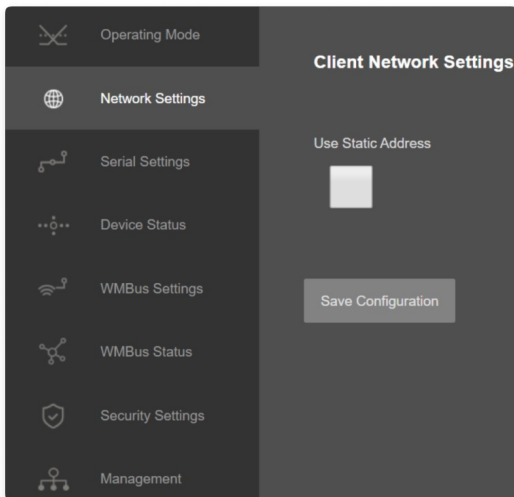 Operating Mode
Network Settings
Serial Settings
Device Status
WMBus Settings
WMBus Status
Security Settings
Management
Client Network Settings
Use Static Address
Save Configuration